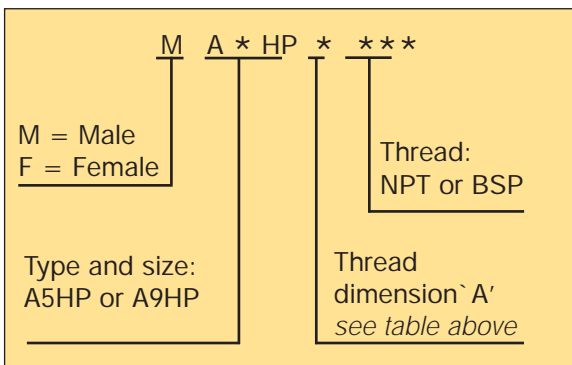 M A * HP * ***
M = Male
F = Female
Thread:
NPT or BSP
Type and size:
A5HP or A9HP
Thread
dimension`A'
see table above